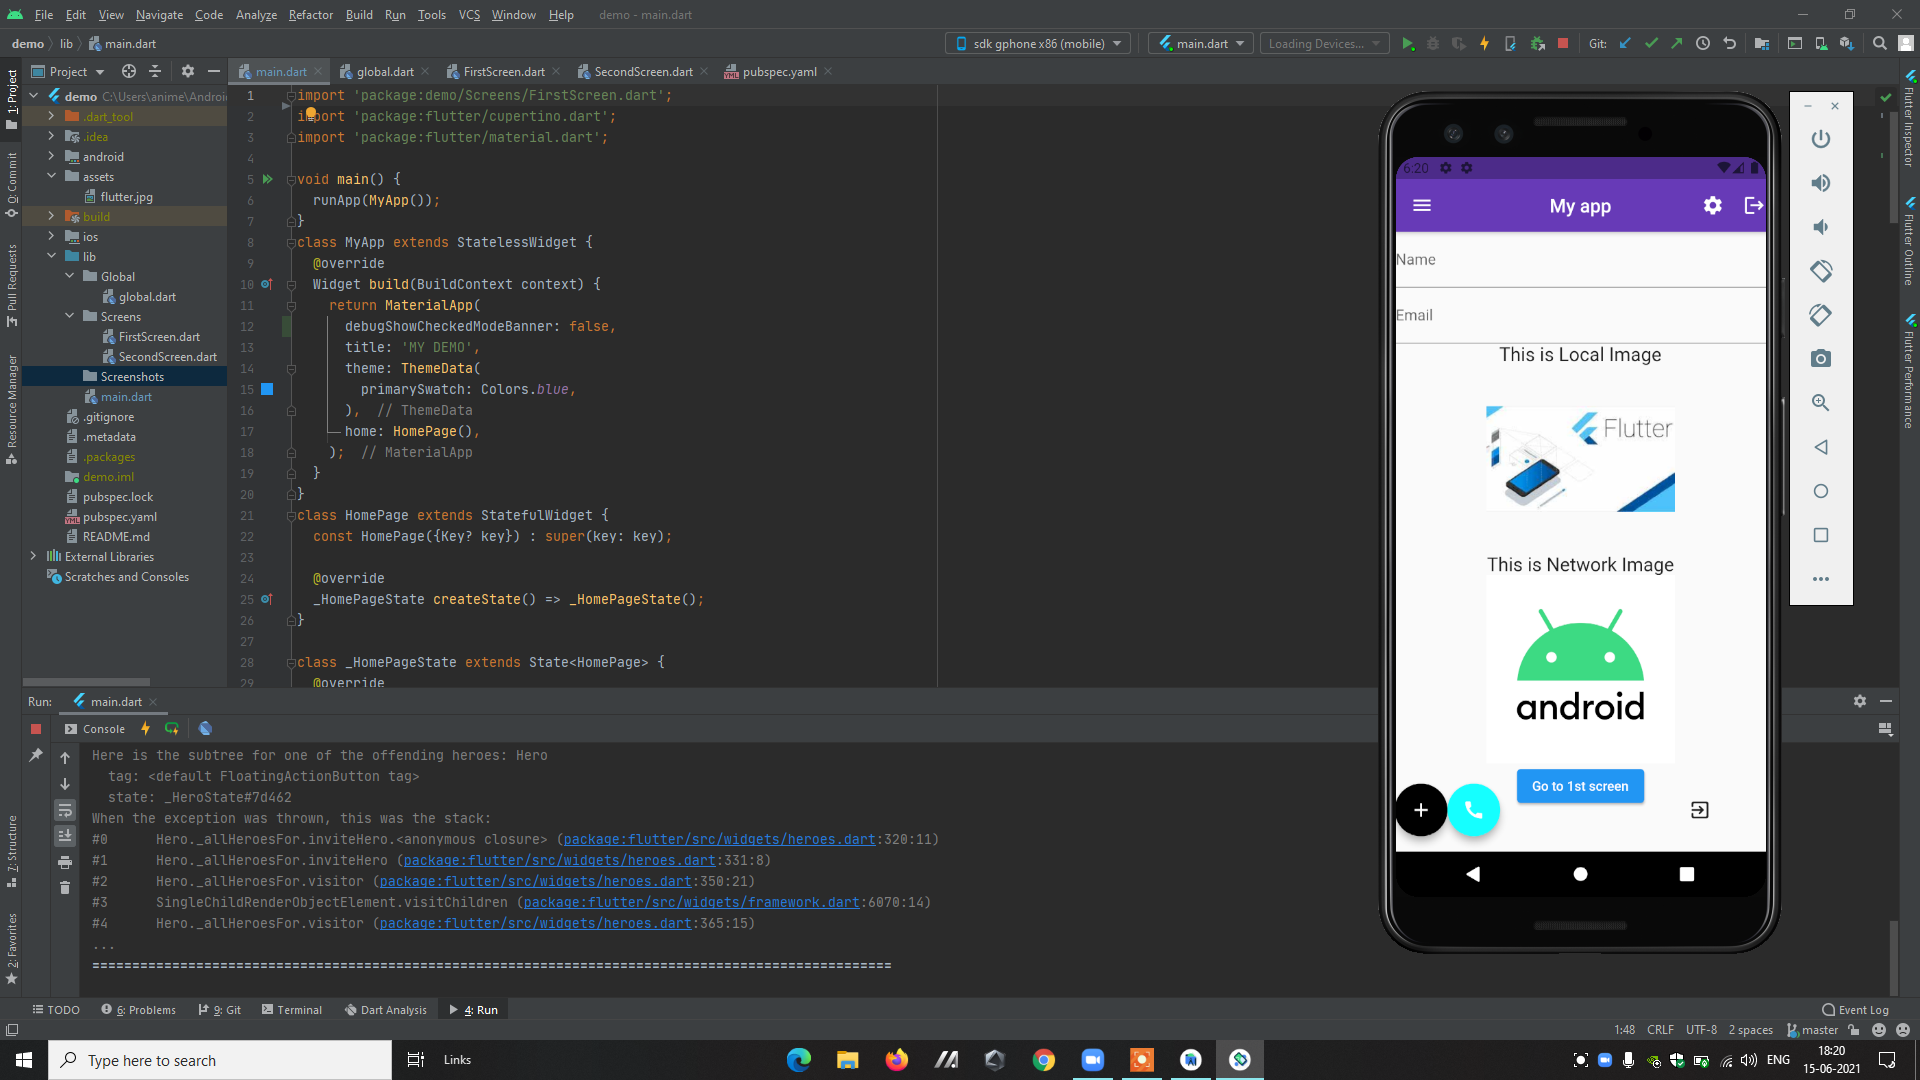 File Edit View Navigate Code Analyze Refactor Build Run Tools VCS Window Help demo - main.dart
demo lib main.dart
sdk gphone x86 (mobile) main.dart Loading Devices... Git:
Project
main.dart global.dart FirstScreen.dart SecondScreen.dart pubspec.yaml
demo C:\Users\anime\Androi
.dart_tool
.idea
android
assets
flutter.jpg
build
ios
lib
Global
global.dart
Screens
FirstScreen.dart
SecondScreen.dart
Screenshots
main.dart
.gitignore
.metadata
.packages
demo.iml
pubspec.lock
pubspec.yaml
README.md
External Libraries
Scratches and Consoles
1: Project
0: Commit
Pull Requests
Resource Manager
7: Structure
2: Favorites
1 import 'package:demo/Screens/FirstScreen.dart';
2 import 'package:flutter/cupertino.dart';
3 import 'package:flutter/material.dart';
4
5 void main() {
6 runApp(MyApp());
7 }
8 class MyApp extends StatelessWidget {
9 @override
10 Widget build(BuildContext context) {
11 return MaterialApp(
12 debugShowCheckedModeBanner: false,
13 title: 'MY DEMO',
14 theme: ThemeData(
15 primarySwatch: Colors.blue,
16 ), // ThemeData
17 home: HomePage(),
18 ); // MaterialApp
19 }
20 }
21 class HomePage extends StatefulWidget {
22 const HomePage({Key? key}) : super(key: key);
23
24 @override
25 _HomePageState createState() => _HomePageState();
26 }
27
28 class _HomePageState extends State<HomePage> {
29 @override
6:20
My app
Name
Email
This is Local Image
Flutter
This is Network Image
android
Go to 1st screen
Flutter Inspector
Flutter Outline
Flutter Performance
Run: main.dart
Console
Here is the subtree for one of the offending heroes: Hero
tag: <default FloatingActionButton tag>
state: _HeroState#7d462
When the exception was thrown, this was the stack:
#0 Hero._allHeroesFor.inviteHero.<anonymous closure> (package:flutter/src/widgets/heroes.dart:320:11)
#1 Hero._allHeroesFor.inviteHero (package:flutter/src/widgets/heroes.dart:331:8)
#2 Hero._allHeroesFor.visitor (package:flutter/src/widgets/heroes.dart:350:21)
#3 SingleChildRenderObjectElement.visitChildren (package:flutter/src/widgets/framework.dart:6070:14)
#4 Hero._allHeroesFor.visitor (package:flutter/src/widgets/heroes.dart:365:15)
...
====================================================================================================
TODO 6: Problems 9: Git Terminal Dart Analysis 4: Run Event Log
1:48 CRLF UTF-8 2 spaces master
Type here to search Links ENG 18:20
15-06-2021